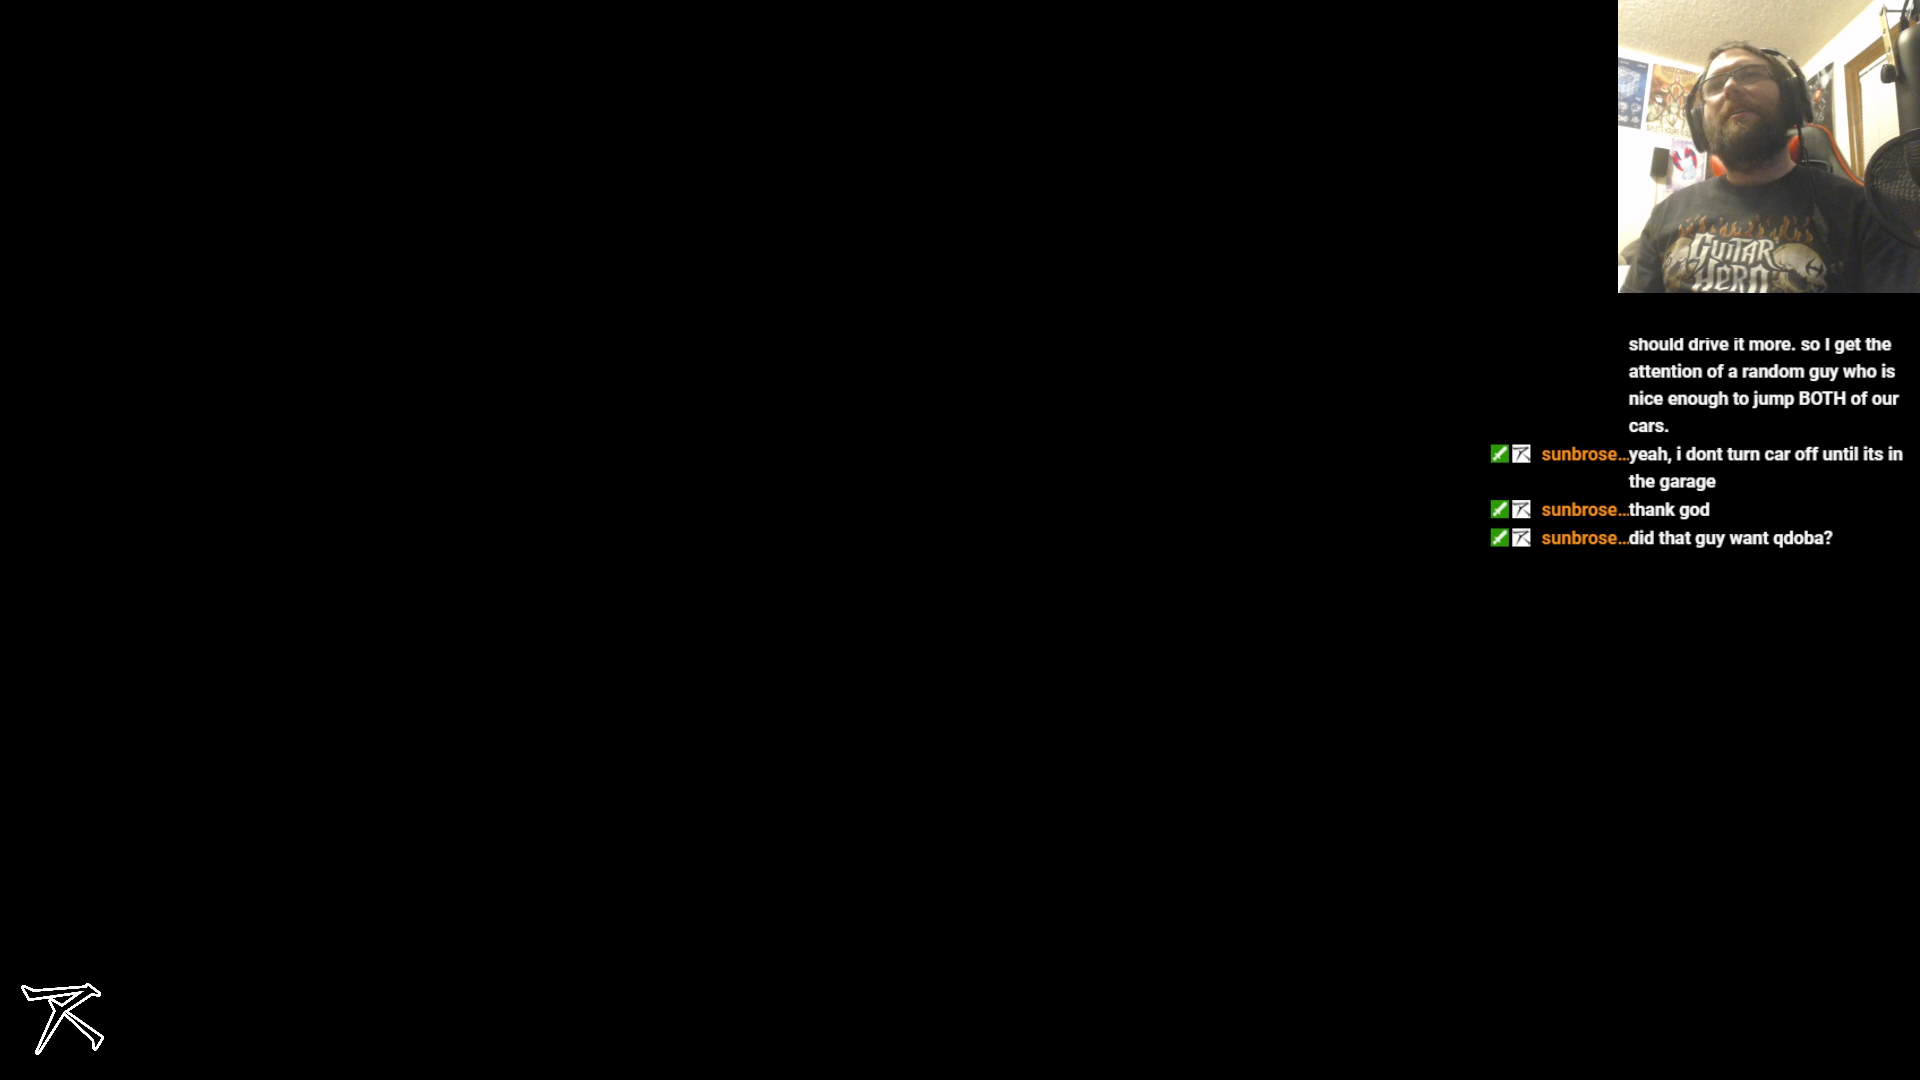 GUITAR
HERO
should drive it more. so I get the
attention of a random guy who is
nice enough to jump BOTH of our
cars.
sunbrose…yeah, i dont turn car off until its in
the garage
sunbrose…thank god
sunbrose…did that guy want qdoba?